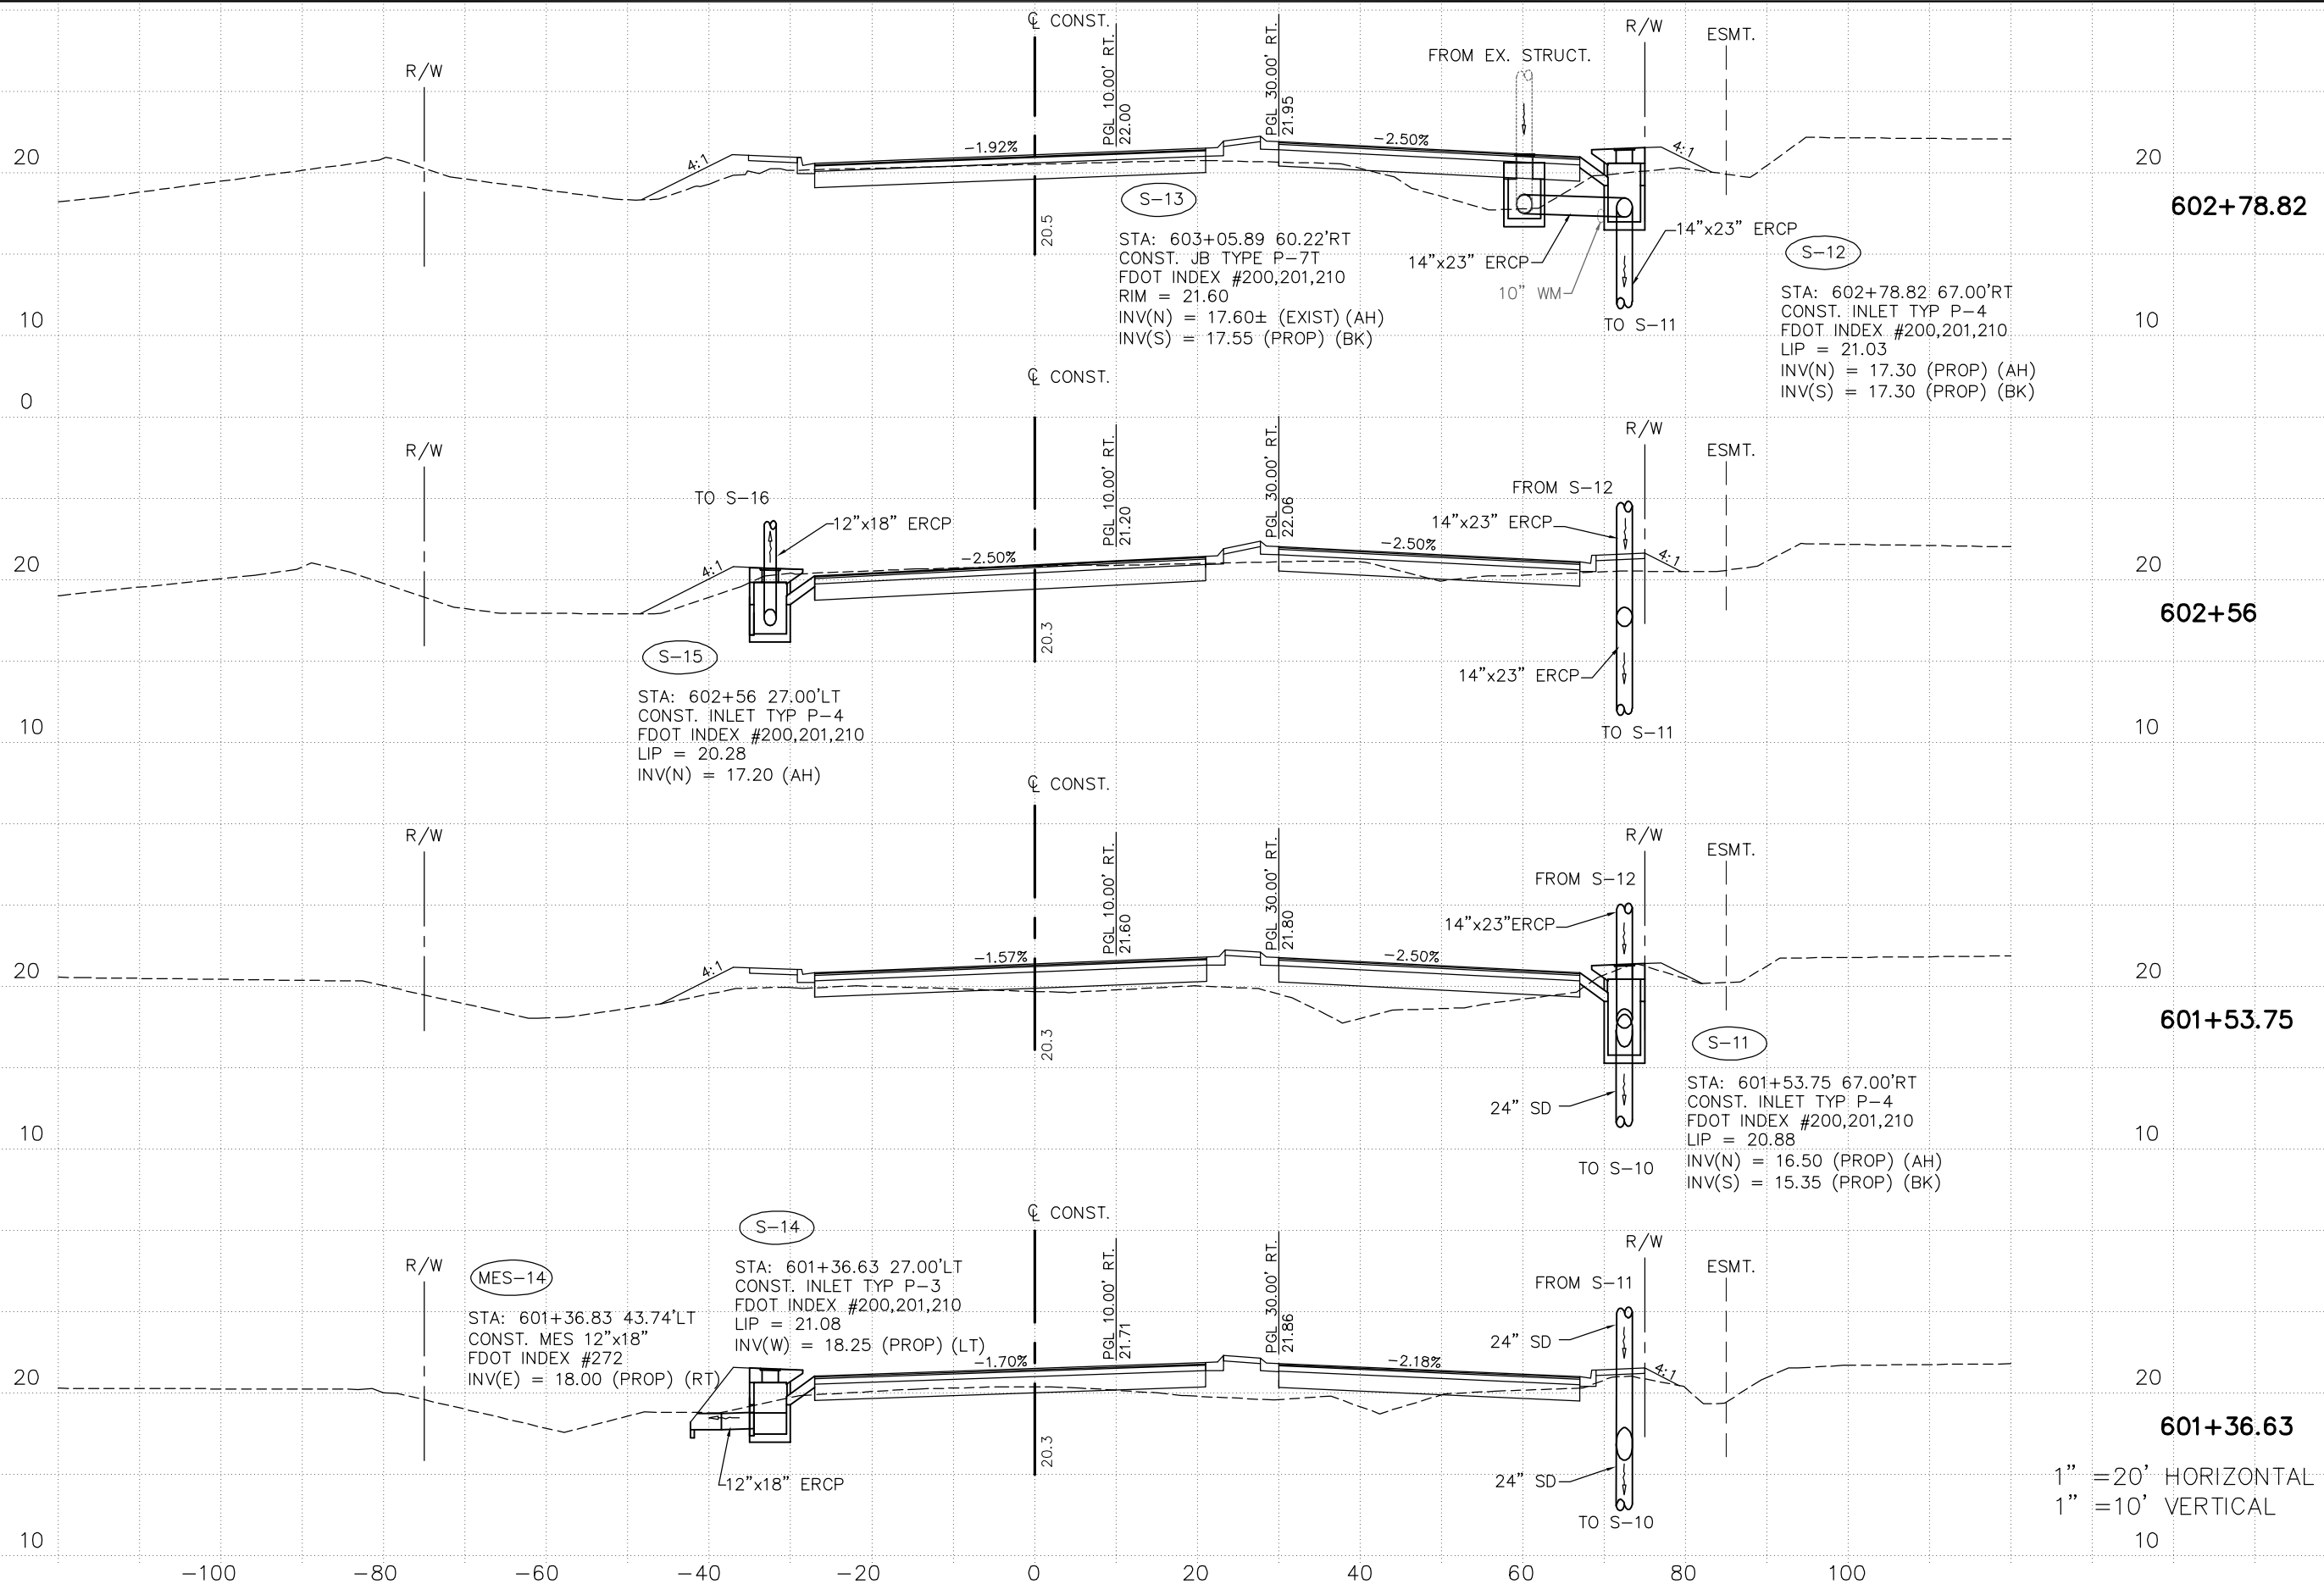 ℄ CONST.
R/W
PGL 10.00' RT.
22.00
PGL 30.00' RT.
21.95
FROM EX. STRUCT.
R/W
ESMT.
20
4:1
−1.92%
−2.50%
4:1
20
602+78.82
20.5
S−13
STA: 603+05.89 60.22'RT
CONST. JB TYPE P−7T
FDOT INDEX #200,201,210
RIM = 21.60
INV(N) = 17.60± (EXIST) (AH)
INV(S) = 17.55 (PROP) (BK)
14"x23" ERCP
10" WM
14"x23" ERCP
TO S−11
S−12
STA: 602+78.82 67.00'RT
CONST. INLET TYP P−4
FDOT INDEX #200,201,210
LIP = 21.03
INV(N) = 17.30 (PROP) (AH)
INV(S) = 17.30 (PROP) (BK)
10
10
0
℄ CONST.
R/W
TO S−16
12"x18" ERCP
PGL 10.00' RT.
21.20
PGL 30.00' RT.
22.06
FROM S−12
14"x23" ERCP
R/W
ESMT.
20
4:1
−2.50%
−2.50%
4:1
20
602+56
20.3
S−15
STA: 602+56 27.00'LT
CONST. INLET TYP P−4
FDOT INDEX #200,201,210
LIP = 20.28
INV(N) = 17.20 (AH)
14"x23" ERCP
TO S−11
10
10
℄ CONST.
R/W
PGL 10.00' RT.
21.60
PGL 30.00' RT.
21.80
R/W
ESMT.
FROM S−12
14"x23"ERCP
20
4:1
−1.57%
−2.50%
20
601+53.75
20.3
24" SD
TO S−10
S−11
STA: 601+53.75 67.00'RT
CONST. INLET TYP P−4
FDOT INDEX #200,201,210
LIP = 20.88
INV(N) = 16.50 (PROP) (AH)
INV(S) = 15.35 (PROP) (BK)
10
10
℄ CONST.
R/W
MES−14
STA: 601+36.83 43.74'LT
CONST. MES 12"x18"
FDOT INDEX #272
INV(E) = 18.00 (PROP) (RT)
S−14
STA: 601+36.63 27.00'LT
CONST. INLET TYP P−3
FDOT INDEX #200,201,210
LIP = 21.08
INV(W) = 18.25 (PROP) (LT)
PGL 10.00' RT.
21.71
PGL 30.00' RT.
21.86
R/W
ESMT.
FROM S−11
24" SD
20
−1.70%
−2.18%
4:1
20
601+36.63
20.3
12"x18" ERCP
24" SD
TO S−10
1" =20' HORIZONTAL
1" =10' VERTICAL
10
10
−100 −80 −60 −40 −20 0 20 40 60 80 100